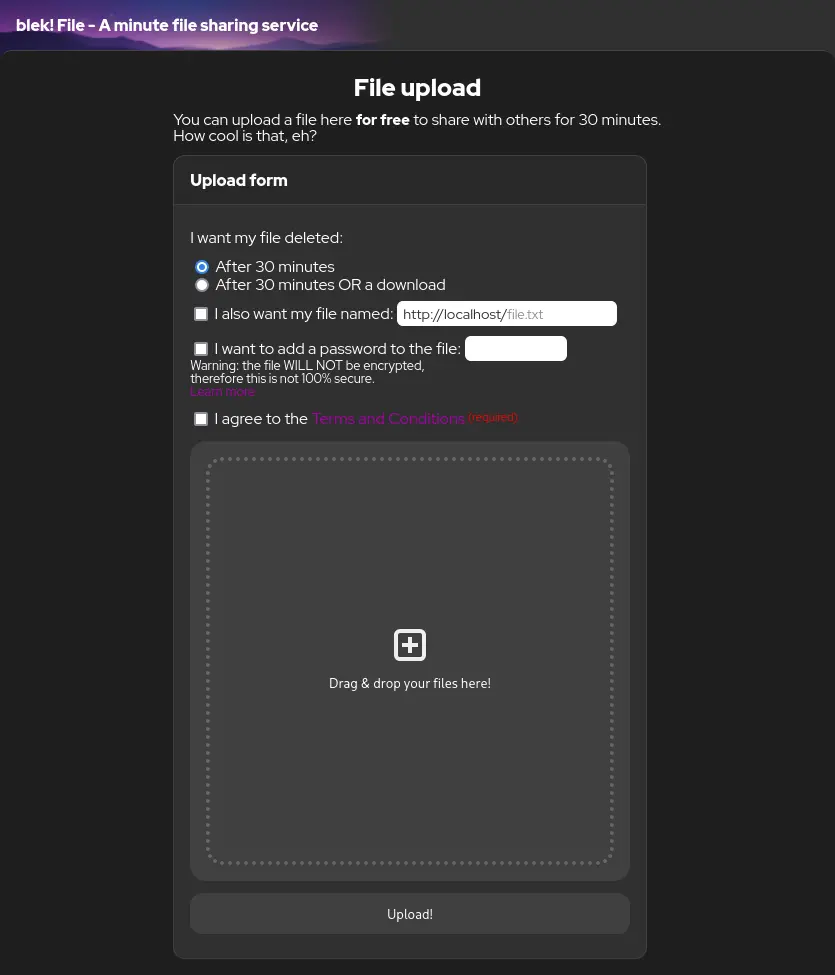 blek! File - A minute file sharing service
File upload
You can upload a file here for free to share with others for 30 minutes.
How cool is that, eh?
Upload form
I want my file deleted:
After 30 minutes
After 30 minutes OR a download
I also want my file named: http://localhost/file.txt
I want to add a password to the file:
Warning: the file WILL NOT be encrypted,
therefore this is not 100% secure.
Learn more
I agree to the Terms and Conditions (required)
Drag & drop your files here!
Upload!